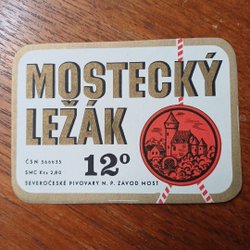 MOSTECKÝ
LEŽÁK
12°
ČSN 566635
SMC Kčs 2,80
SEVEROČESKÉ PIVOVARY N. P. ZÁVOD MOST